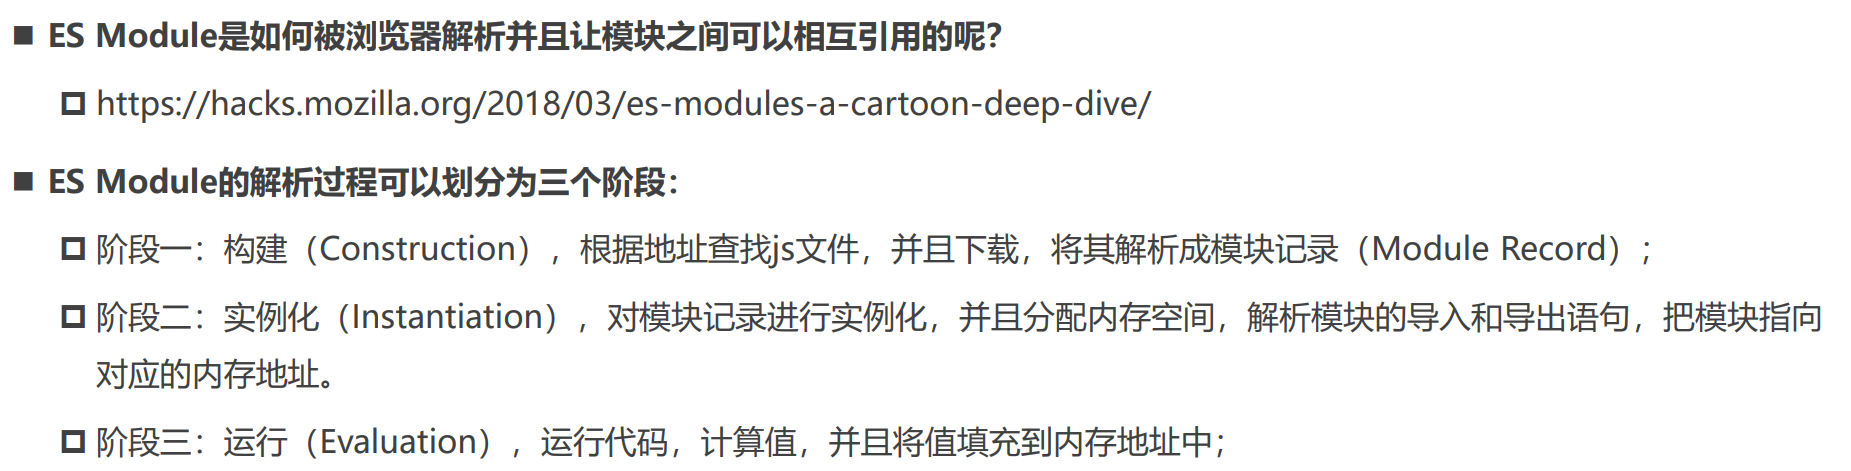 ES Module是如何被浏览器解析并且让模块之间可以相互引用的呢？
https://hacks.mozilla.org/2018/03/es-modules-a-cartoon-deep-dive/
ES Module的解析过程可以划分为三个阶段：
阶段一：构建（Construction），根据地址查找js文件，并且下载，将其解析成模块记录（Module Record）；
阶段二：实例化（Instantiation），对模块记录进行实例化，并且分配内存空间，解析模块的导入和导出语句，把模块指向
对应的内存地址。
阶段三：运行（Evaluation），运行代码，计算值，并且将值填充到内存地址中；